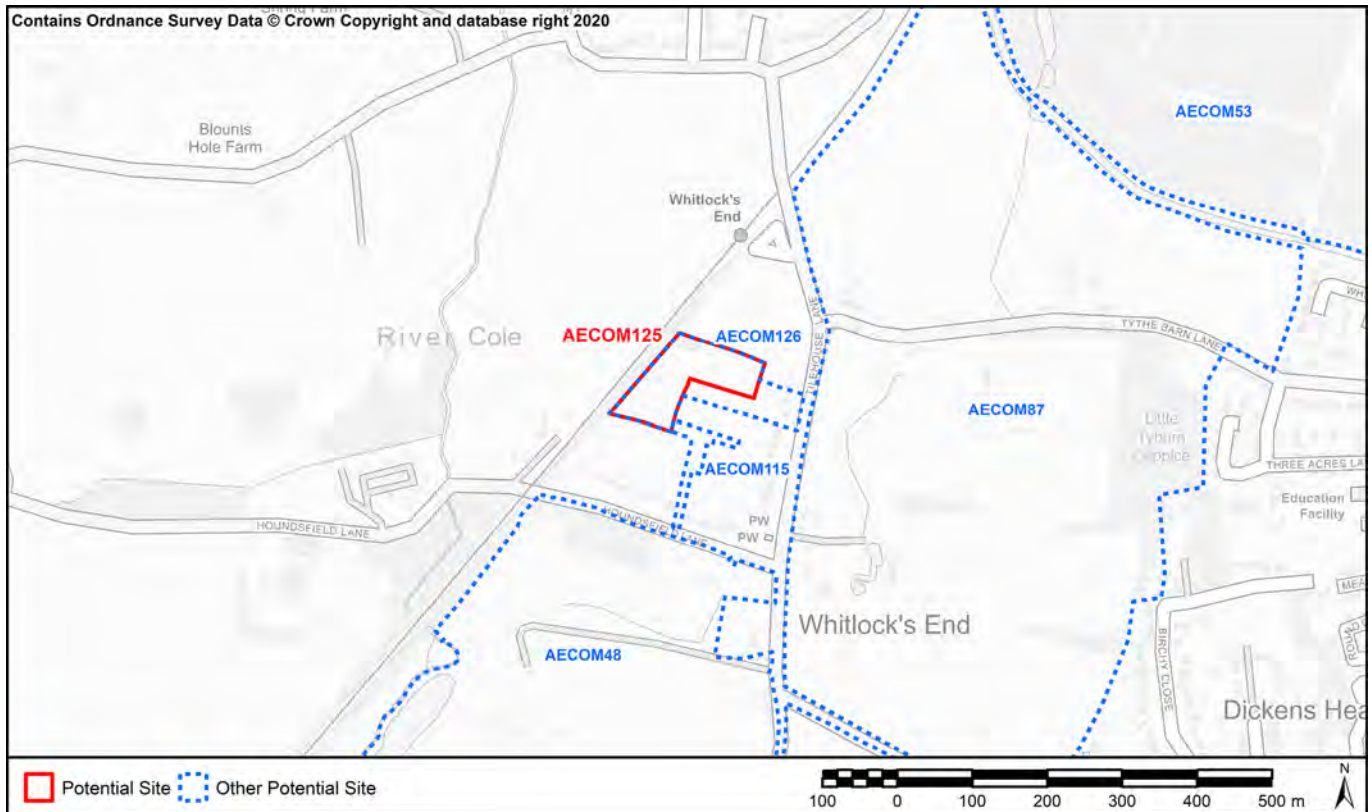 Contains Ordnance Survey Data © Crown Copyright and database right 2020
Blounts
Hole Farm
AECOM53
Whitlock's
End
River Cole
AECOM125
AECOM126
TILEHOUSE LANE
TYTHE BARN LANE
AECOM87
Little
Tyburn
Coppice
AECOM115
THREE ACRES LA
Education
Facility
HOUNDSFIELD LANE
HOUNDSFIELD LANE
PW
PW
MEA
Whitlock's End
AECOM48
BIRCHY CLOSE
Dickens Hea
Potential Site
Other Potential Site
100 0 100 200 300 400 500 m
N